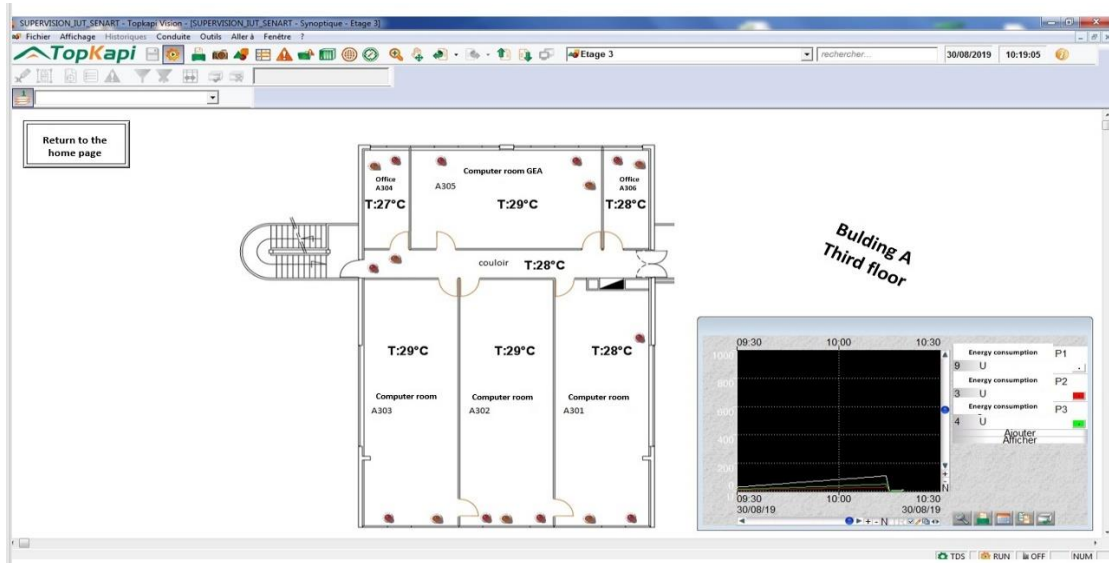 SUPERVISION_IUT_SENART - Topkapi Vision - [SUPERVISION_IUT_SENART - Synoptique - Etage 3]
Fichier Affichage Historiques Conduite Outils Aller à Fenêtre ?
TopKapi Etage 3 rechercher... 30/08/2019 10:19:05
1
Return to the
home page
Office
A304
T:27°C
Computer room GEA
A305
T:29°C
Office
A306
T:28°C
couloir T:28°C
Bulding A
Third floor
T:29°C
Computer room
A303
T:29°C
Computer room
A302
T:28°C
Computer room
A301
09:30 10:00 10:30
1000
800
600
400
200
0
U
09:30 10:00 10:30
30/08/19 30/08/19
+ - N
+
-
N
Energy consumption P1
9 U
Energy consumption P2
3 U
Energy consumption P3
4 U
Ajouter
Afficher
TDS RUN OFF NUM